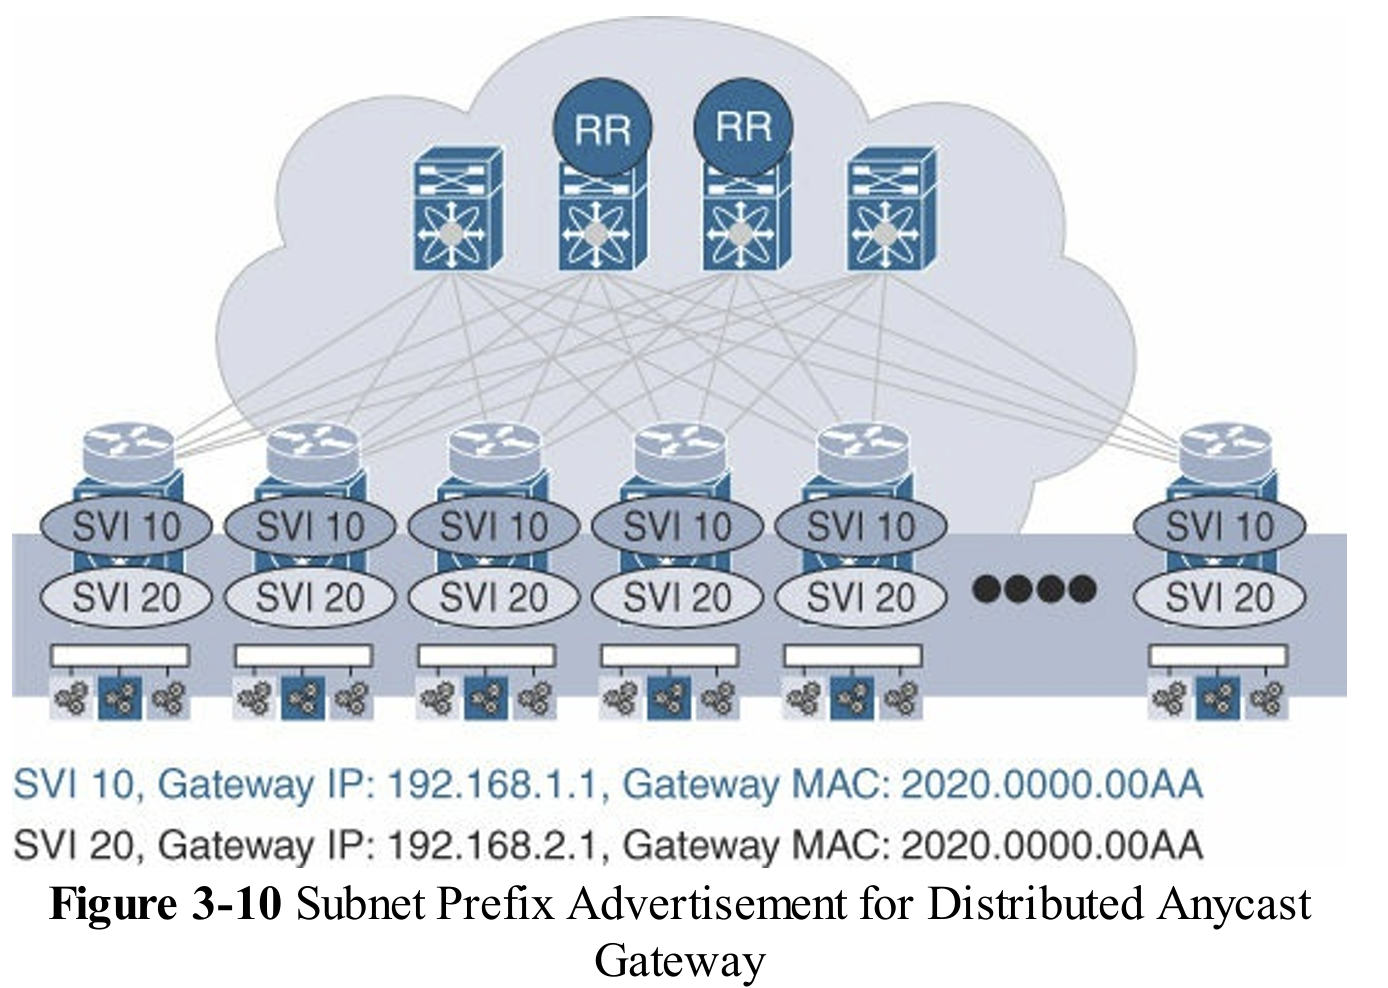 RR RR
SVI 10 SVI 10 SVI 10 SVI 10 SVI 10 SVI 10
SVI 20 SVI 20 SVI 20 SVI 20 SVI 20 SVI 20
SVI 10, Gateway IP: 192.168.1.1, Gateway MAC: 2020.0000.00AA
SVI 20, Gateway IP: 192.168.2.1, Gateway MAC: 2020.0000.00AA
Figure 3-10 Subnet Prefix Advertisement for Distributed Anycast
Gateway